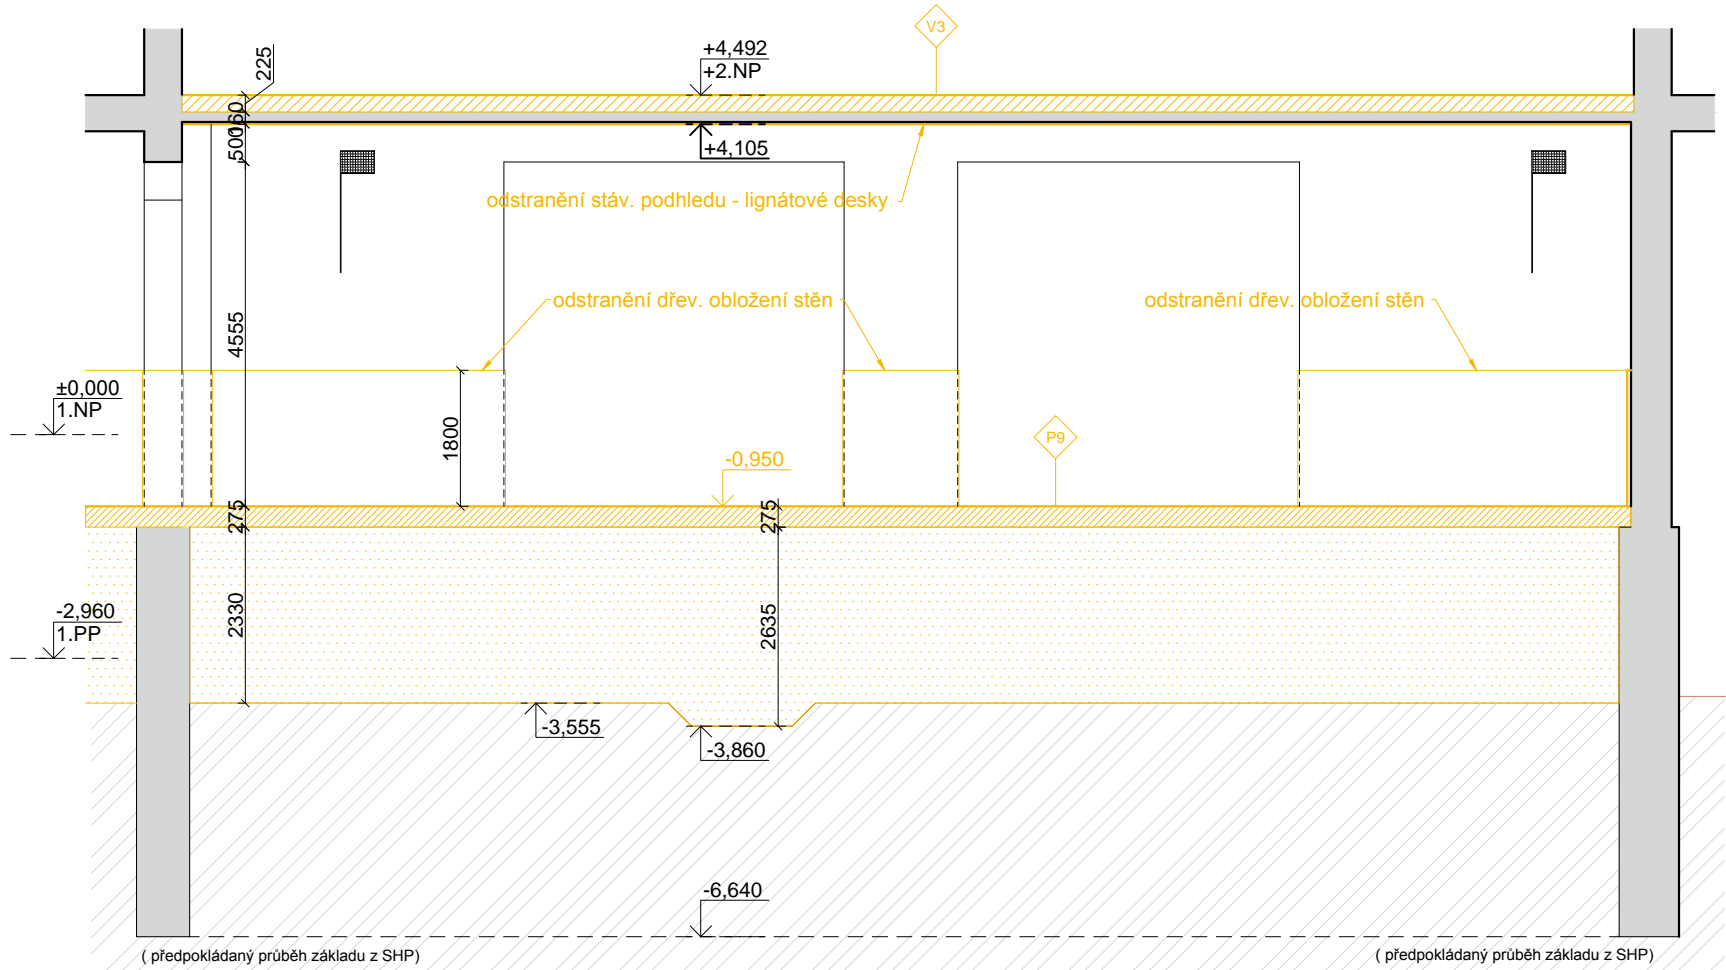 V3
225
+4,492
+2.NP
160
500
+4,105
odstranění stáv. podhledu - lignátové desky
odstranění dřev. obložení stěn
odstranění dřev. obložení stěn
4555
±0,000
1.NP
1800
P9
-0,950
275
275
-2,960
1.PP
2330
2635
-3,555
-3,860
-6,640
( předpokládaný průběh základu z SHP)
( předpokládaný průběh základu z SHP)